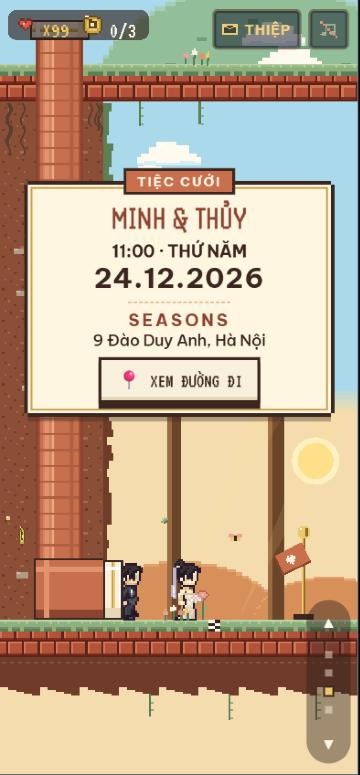 X99
0/3
THIỆP
TIỆC CƯỚI
MINH & THỦY
11:00 · THỨ NĂM
24.12.2026
SEASONS
9 Đào Duy Anh, Hà Nội
XEM ĐƯỜNG ĐI